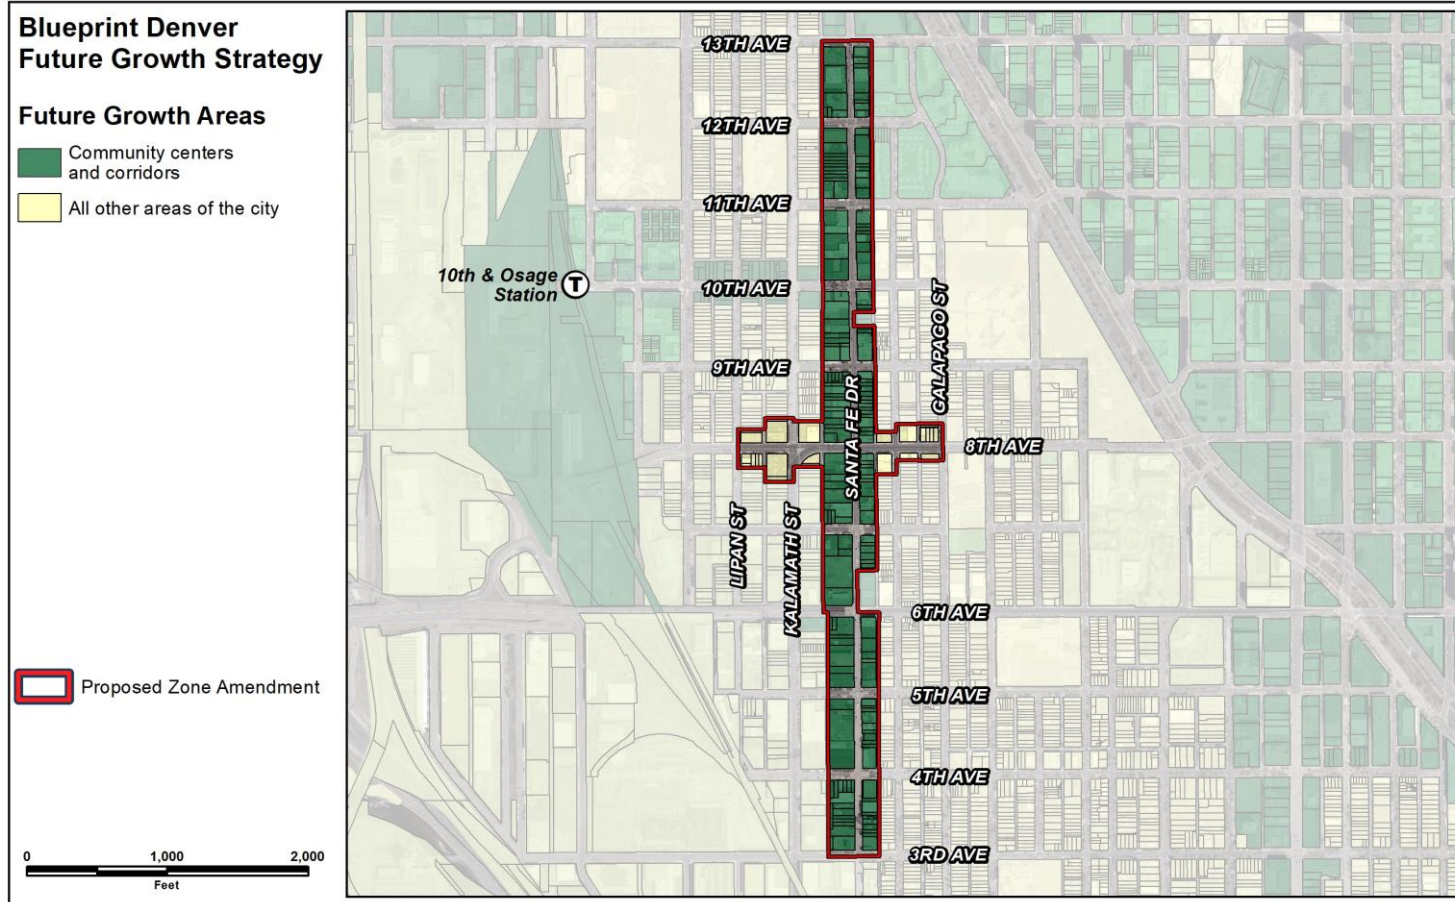 Blueprint Denver
Future Growth Strategy
Future Growth Areas
Community centers
and corridors
All other areas of the city
Proposed Zone Amendment
0 1,000 2,000
Feet
13TH AVE
12TH AVE
11TH AVE
10th & Osage
Station
T
10TH AVE
9TH AVE
GALAPAGO ST
SANTA FE DR
8TH AVE
LIPAN ST
KALAMATH ST
6TH AVE
5TH AVE
4TH AVE
3RD AVE